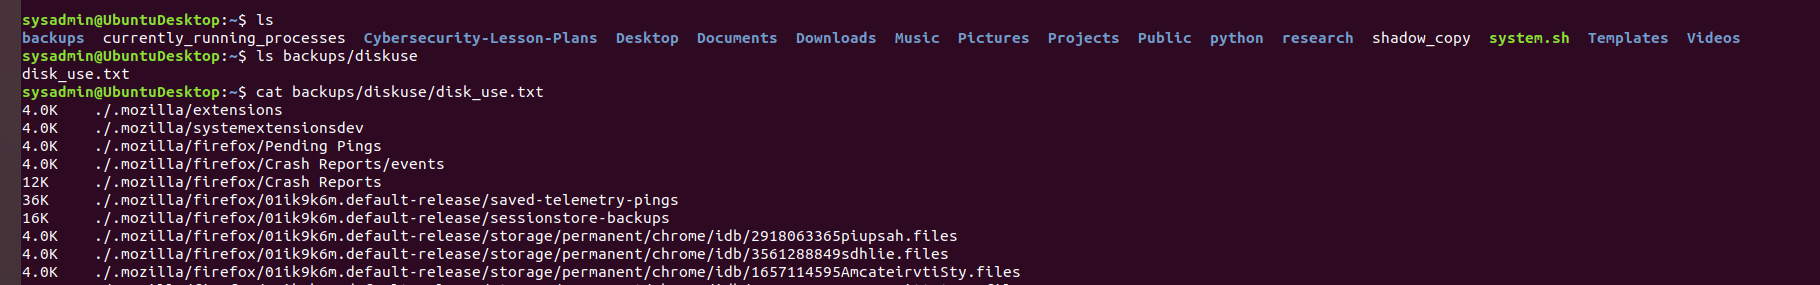 sysadmin@UbuntuDesktop:~$ ls
backups  currently_running_processes  Cybersecurity-Lesson-Plans  Desktop  Documents  Downloads  Music  Pictures  Projects  Public  python  research  shadow_copy  system.sh  Templates  Videos
sysadmin@UbuntuDesktop:~$ ls backups/diskuse
disk_use.txt
sysadmin@UbuntuDesktop:~$ cat backups/diskuse/disk_use.txt
4.0K    ./.mozilla/extensions
4.0K    ./.mozilla/systemextensionsdev
4.0K    ./.mozilla/firefox/Pending Pings
4.0K    ./.mozilla/firefox/Crash Reports/events
12K     ./.mozilla/firefox/Crash Reports
36K     ./.mozilla/firefox/01ik9k6m.default-release/saved-telemetry-pings
16K     ./.mozilla/firefox/01ik9k6m.default-release/sessionstore-backups
4.0K    ./.mozilla/firefox/01ik9k6m.default-release/storage/permanent/chrome/idb/2918063365piupsah.files
4.0K    ./.mozilla/firefox/01ik9k6m.default-release/storage/permanent/chrome/idb/3561288849sdhlie.files
4.0K    ./.mozilla/firefox/01ik9k6m.default-release/storage/permanent/chrome/idb/1657114595AmcateirvtiSty.files